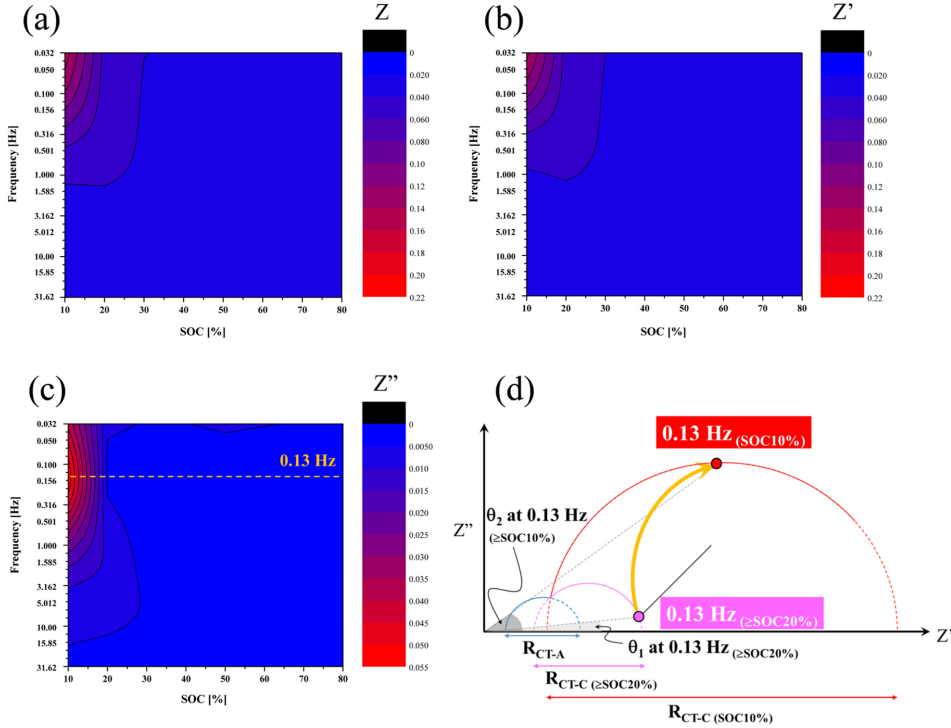 (a)
Z
0.032
0.050
0.100
0.156
0.316
0.501
1.000
1.585
3.162
5.012
10.00
15.85
31.62
Frequency [Hz]
10 20 30 40 50 60 70 80
SOC [%]
0
0.020
0.040
0.060
0.080
0.10
0.12
0.14
0.16
0.18
0.20
0.22
(b)
Z’
0.032
0.050
0.100
0.156
0.316
0.501
1.000
1.585
3.162
5.012
10.00
15.85
31.62
Frequency [Hz]
10 20 30 40 50 60 70 80
SOC [%]
0
0.020
0.040
0.060
0.080
0.10
0.12
0.14
0.16
0.18
0.20
0.22
(c)
Z”
0.032
0.050
0.100
0.156
0.316
0.501
1.000
1.585
3.162
5.012
10.00
15.85
31.62
Frequency [Hz]
0.13 Hz
10 20 30 40 50 60 70 80
SOC [%]
0
0.0050
0.010
0.015
0.020
0.025
0.030
0.035
0.040
0.045
0.050
0.055
(d)
0.13 Hz (SOC10%)
Z”
θ2 at 0.13 Hz
(≥SOC10%)
0.13 Hz (≥SOC20%)
Z’
RCT-A
θ1 at 0.13 Hz (≥SOC20%)
RCT-C (≥SOC20%)
RCT-C (SOC10%)